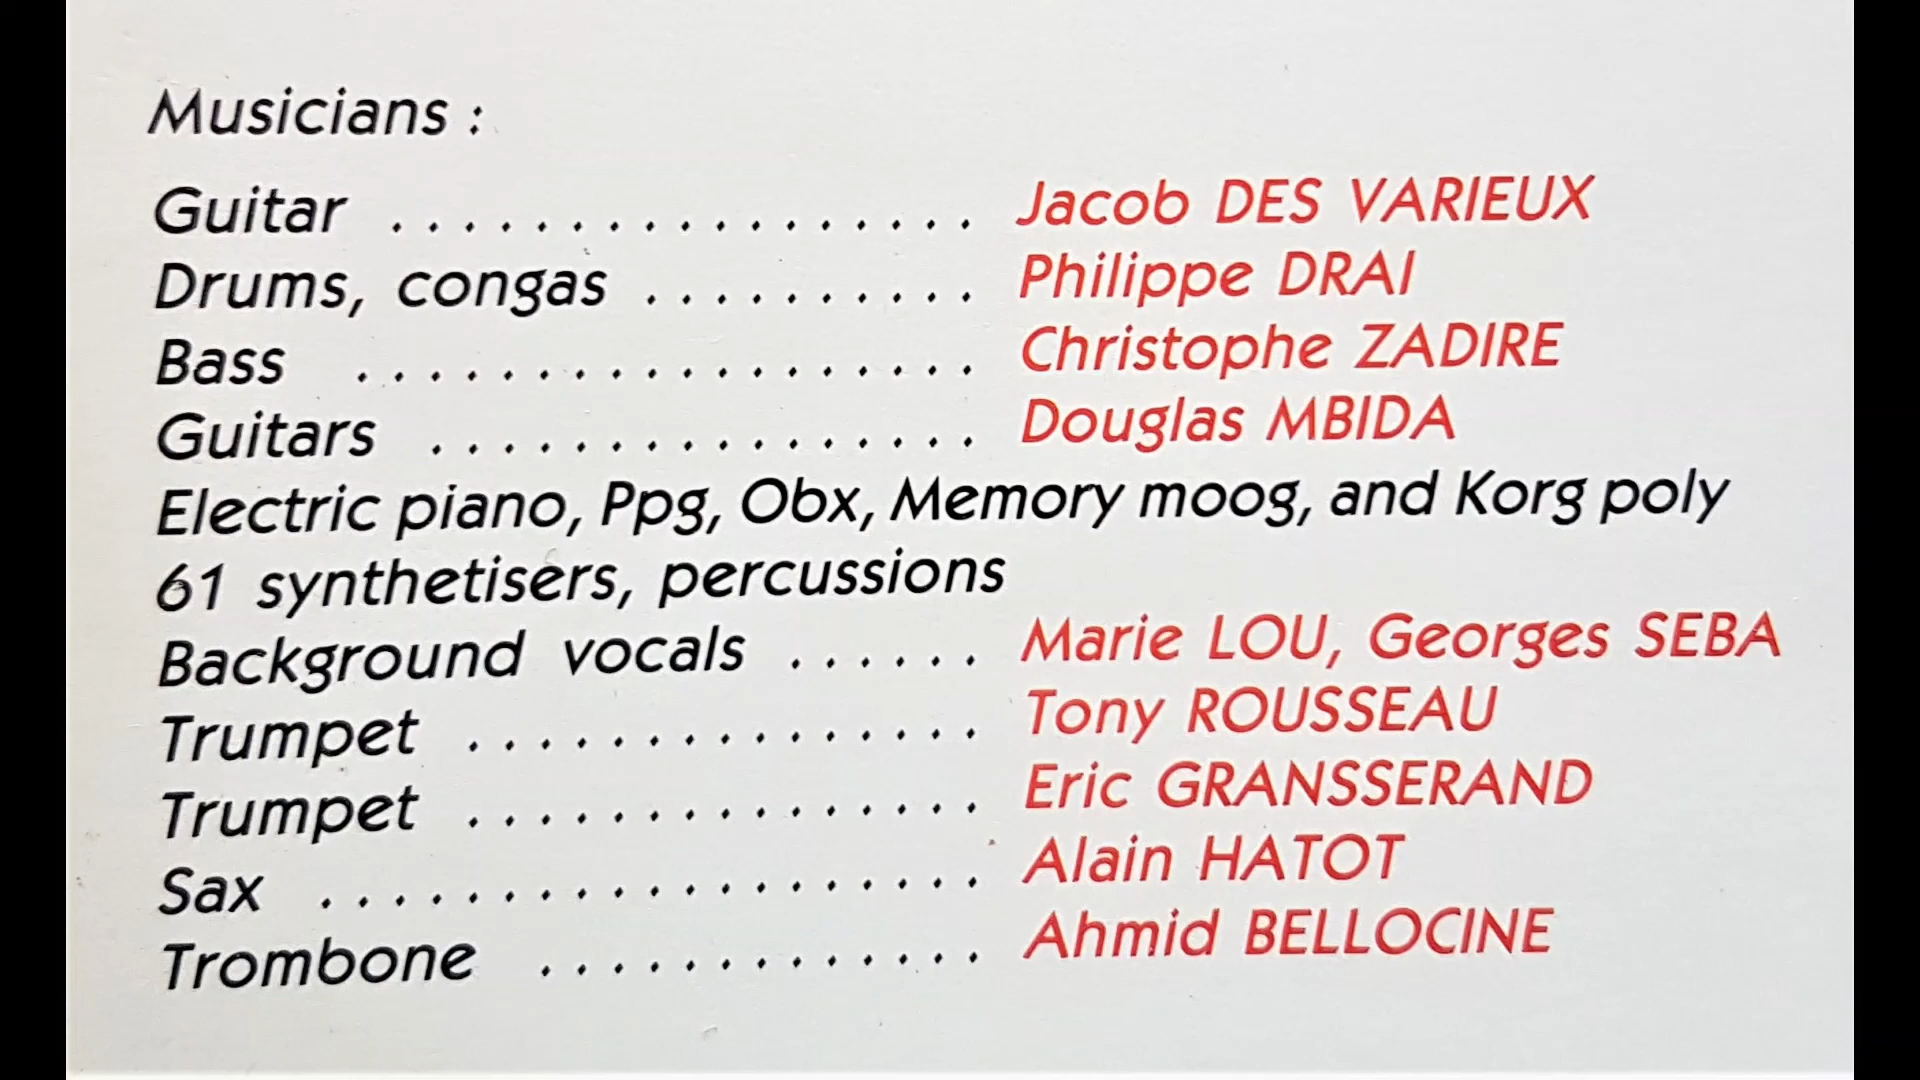 Musicians :
Guitar . . . . . . . . . . . . . . . . . Jacob DES VARIEUX
Drums, congas . . . . . . . . . . Philippe DRAI
Bass . . . . . . . . . . . . . . . . . . Christophe ZADIRE
Guitars . . . . . . . . . . . . . . . . Douglas MBIDA
Electric piano, Ppg, Obx, Memory moog, and Korg poly
61 synthetisers, percussions
Background vocals . . . . . . Marie LOU, Georges SEBA
Trumpet . . . . . . . . . . . . . . . Tony ROUSSEAU
Trumpet . . . . . . . . . . . . . . . Eric GRANSSERAND
Sax . . . . . . . . . . . . . . . . . . . Alain HATOT
Trombone . . . . . . . . . . . . . Ahmid BELLOCINE